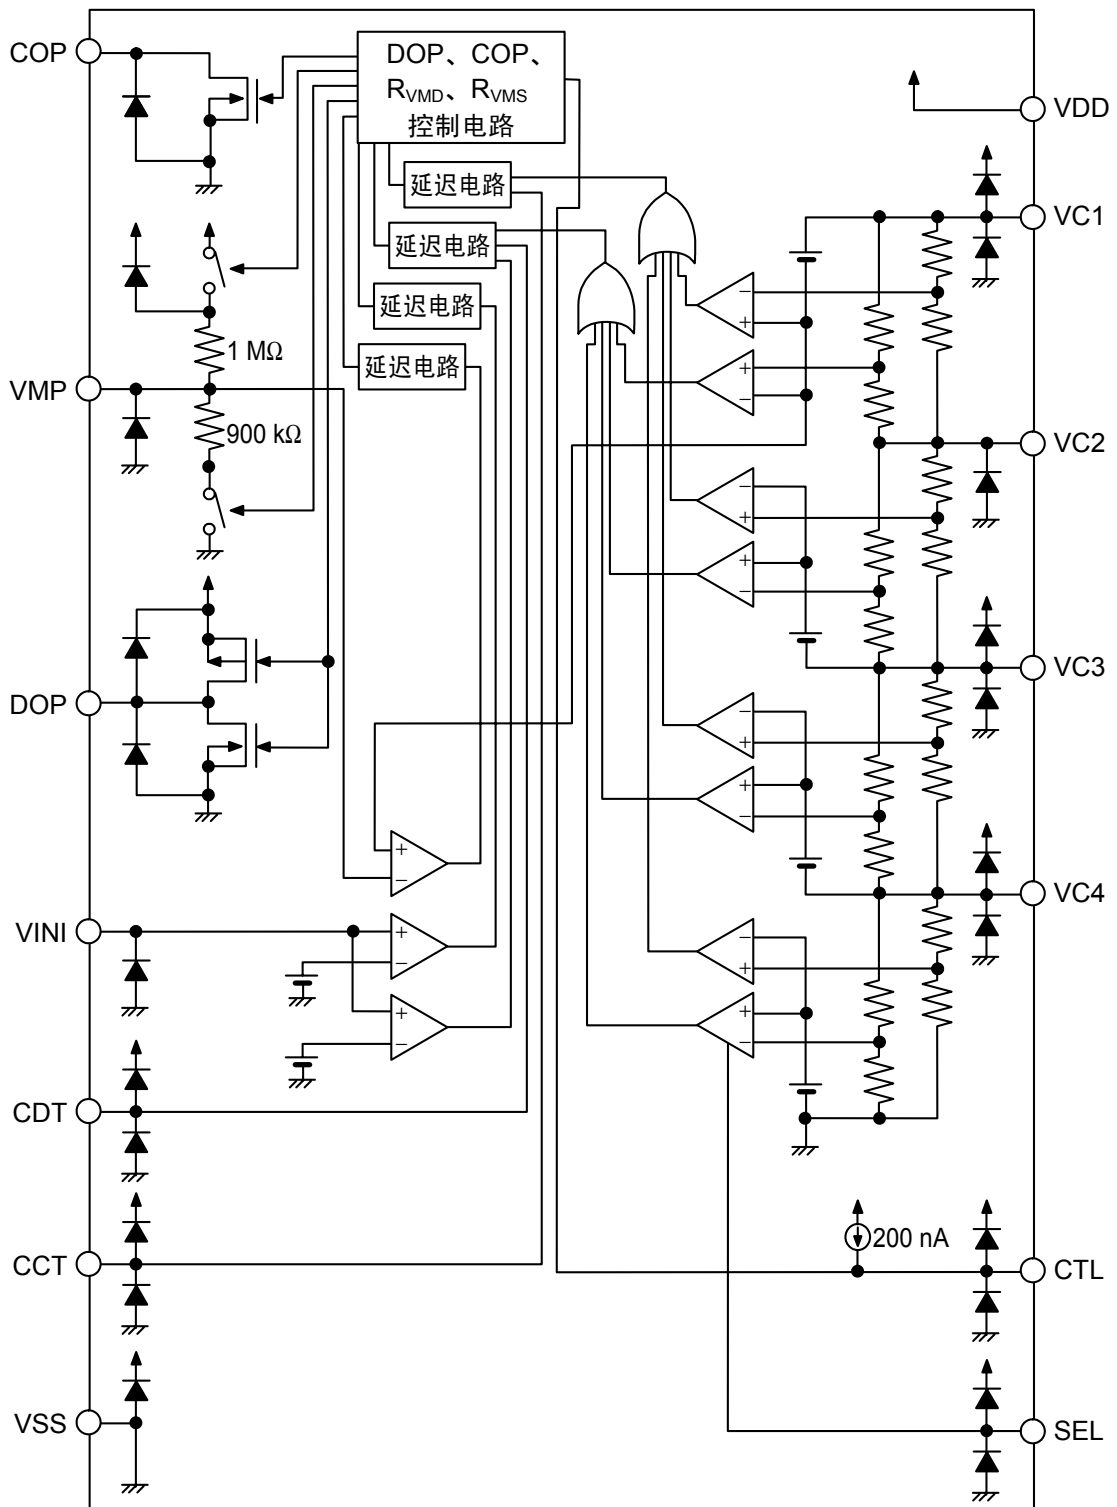 COP
DOP、COP、
RVMD、RVMS
控制电路
VDD
延迟电路
VC1
延迟电路
延迟电路
1 MΩ
延迟电路
VMP
900 kΩ
VC2
VC3
DOP
VC4
VINI
CDT
200 nA
CCT
CTL
VSS
SEL
−
+
+
−
−
+
+
−
−
+
+
−
−
+
+
−
+
−
+
−
+
−